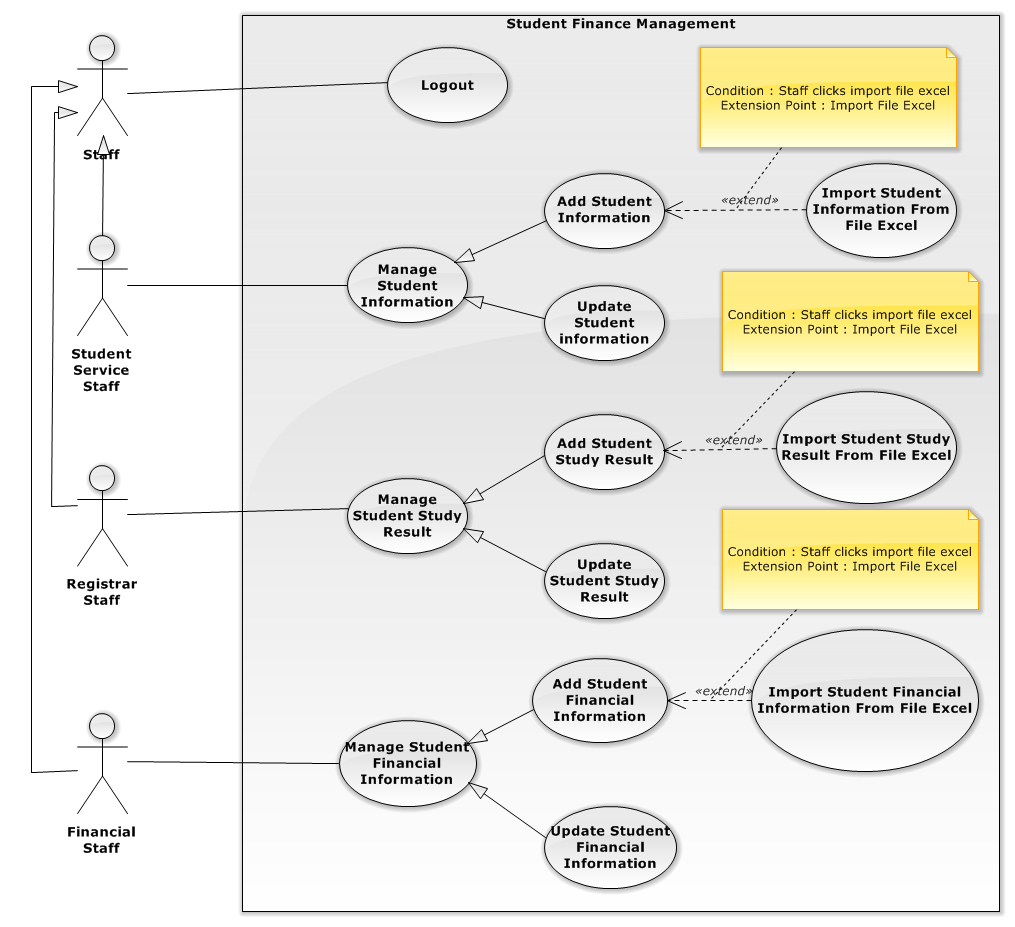 Student Finance Management
Logout
Condition : Staff clicks import file excel
Extension Point : Import File Excel
Staff
Add Student
Information
«extend»
Import Student
Information From
File Excel
Manage
Student
Information
Update
Student
information
Condition : Staff clicks import file excel
Extension Point : Import File Excel
Student
Service
Staff
Add Student
Study Result
«extend»
Import Student Study
Result From File Excel
Manage
Student Study
Result
Update
Student Study
Result
Condition : Staff clicks import file excel
Extension Point : Import File Excel
Registrar
Staff
Add Student
Financial
Information
«extend»
Import Student Financial
Information From File Excel
Manage Student
Financial
Information
Update Student
Financial
Information
Financial
Staff